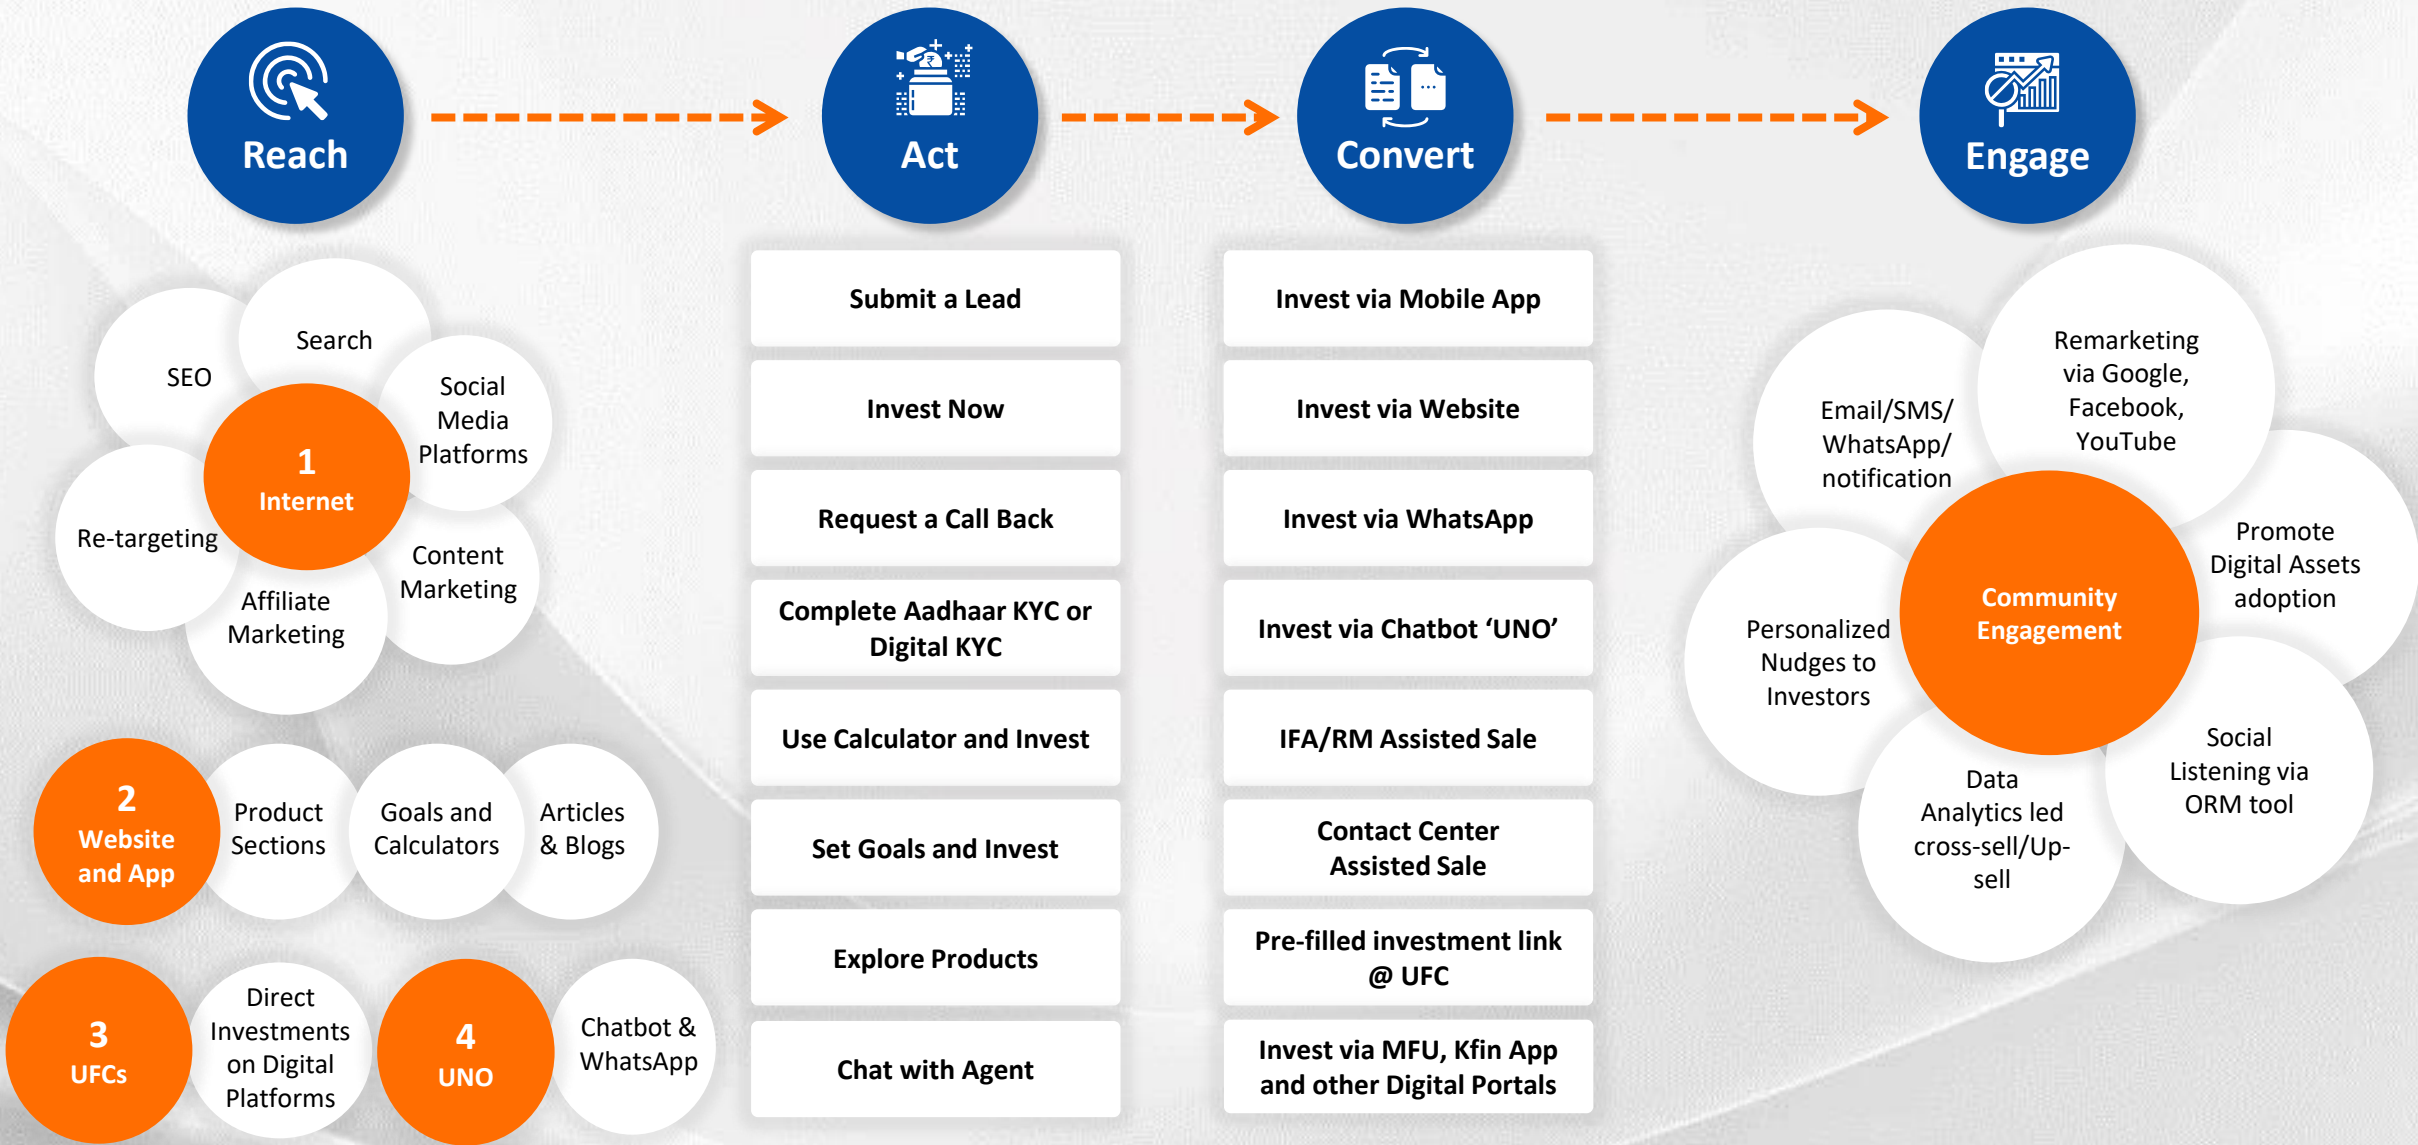 Reach
Act
Convert
Engage
Search
SEO
Social
Media
Platforms
1
Internet
Re-targeting
Content
Marketing
Affiliate
Marketing
2
Website
and App
Product
Sections
Goals and
Calculators
Articles
& Blogs
3
UFCs
Direct
Investments
on Digital
Platforms
4
UNO
Chatbot &
WhatsApp
Submit a Lead
Invest Now
Request a Call Back
Complete Aadhaar KYC or
Digital KYC
Use Calculator and Invest
Set Goals and Invest
Explore Products
Chat with Agent
Invest via Mobile App
Invest via Website
Invest via WhatsApp
Invest via Chatbot ‘UNO’
IFA/RM Assisted Sale
Contact Center
Assisted Sale
Pre-filled investment link
@ UFC
Invest via MFU, Kfin App
and other Digital Portals
Remarketing
via Google,
Facebook,
YouTube
Email/SMS/
WhatsApp/
notification
Promote
Digital Assets
adoption
Community
Engagement
Personalized
Nudges to
Investors
Social
Listening via
ORM tool
Data
Analytics led
cross-sell/Up-
sell